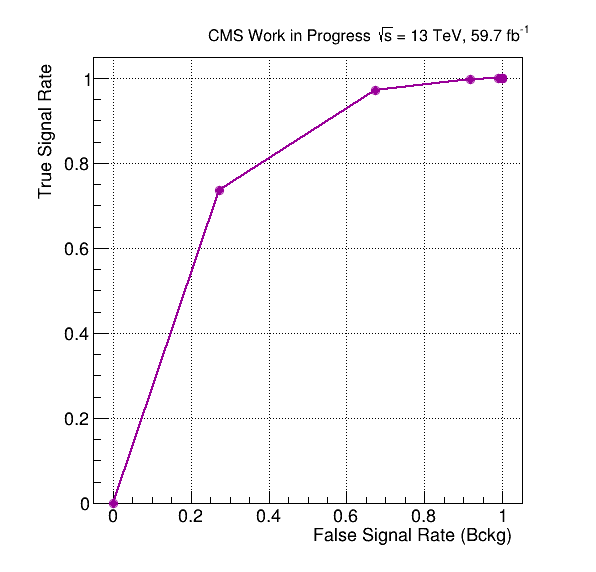 CMS Work in Progress √s = 13 TeV, 59.7 fb⁻¹
True Signal Rate
1
0.8
0.6
0.4
0.2
0
0 0.2 0.4 0.6 0.8 1
False Signal Rate (Bckg)